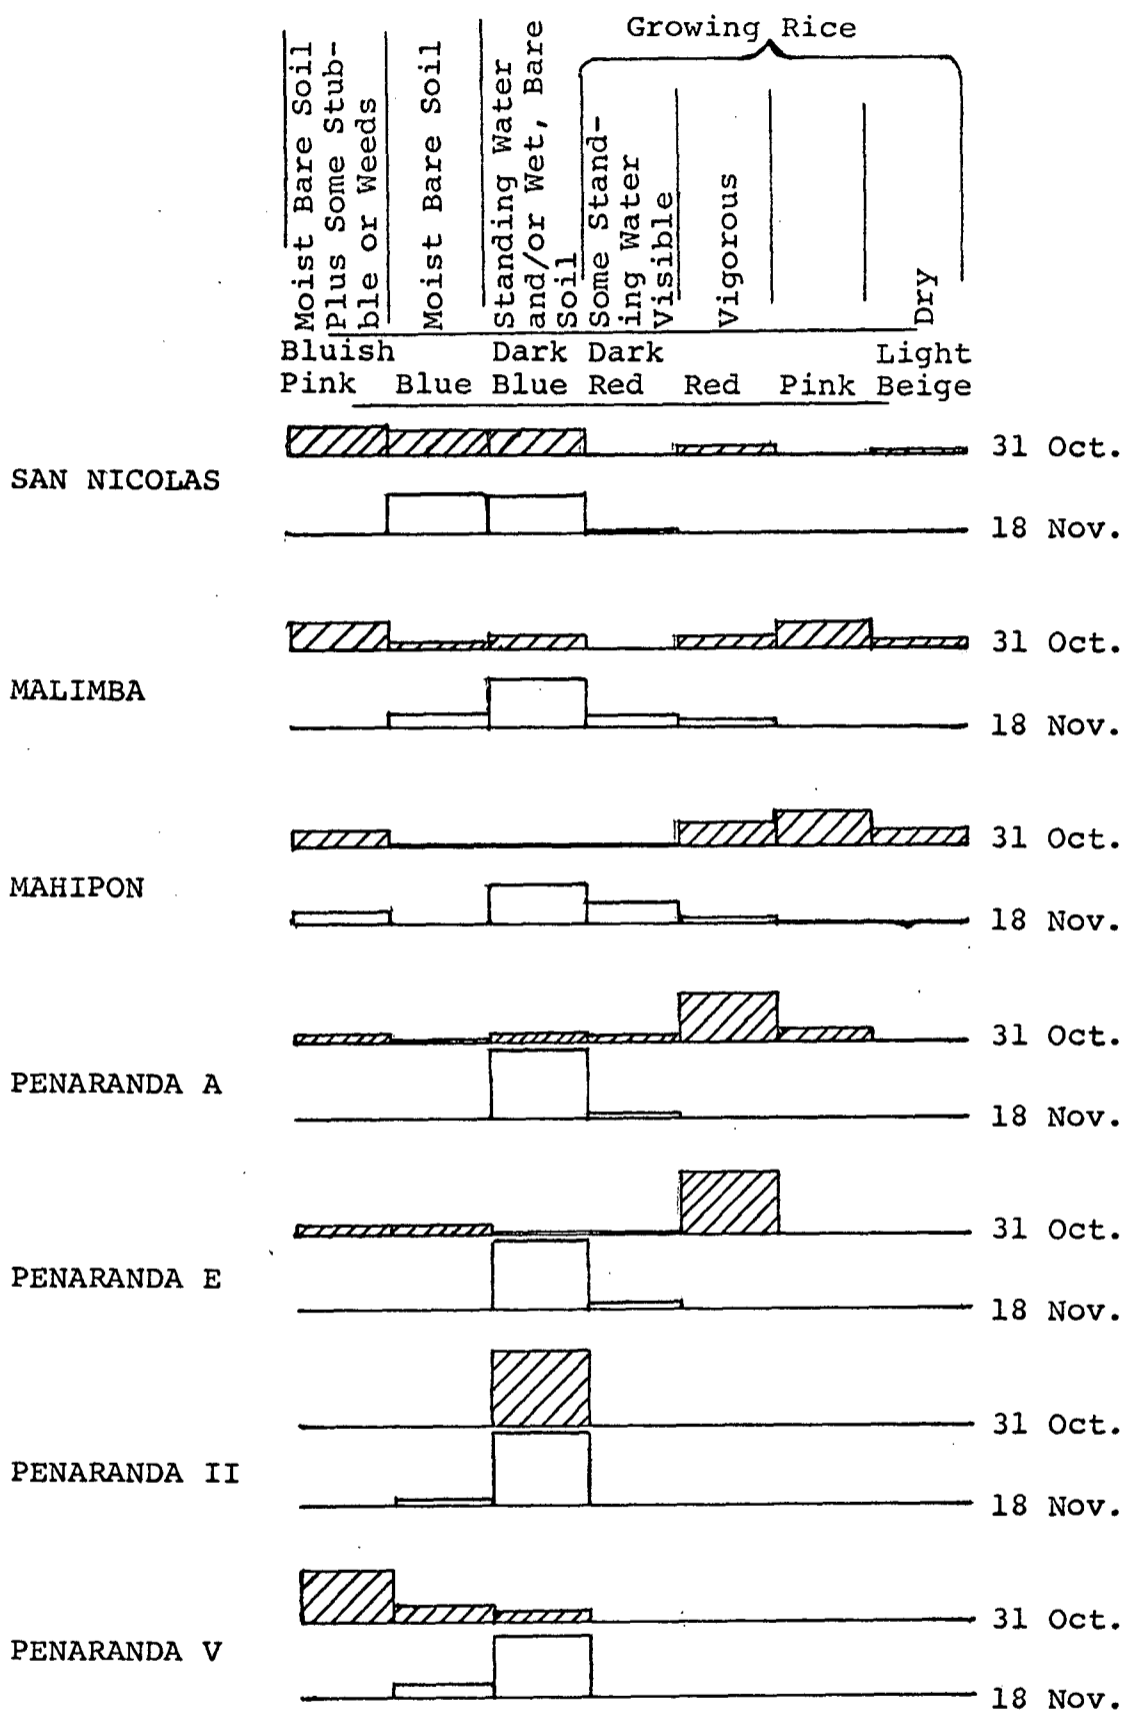 Growing Rice
Moist Bare Soil
Plus Some Stub-
ble or Weeds
Moist Bare Soil
Standing Water
and/or Wet, Bare
Soil
Some Stand-
ing Water
Visible
Vigorous
Dry
Bluish
Pink
Blue
Dark
Blue
Dark
Red
Red
Pink
Light
Beige
SAN NICOLAS
31 Oct.
18 Nov.
MALIMBA
31 Oct.
18 Nov.
MAHIPON
31 Oct.
18 Nov.
PENARANDA A
31 Oct.
18 Nov.
PENARANDA E
31 Oct.
18 Nov.
PENARANDA II
31 Oct.
18 Nov.
PENARANDA V
31 Oct.
18 Nov.